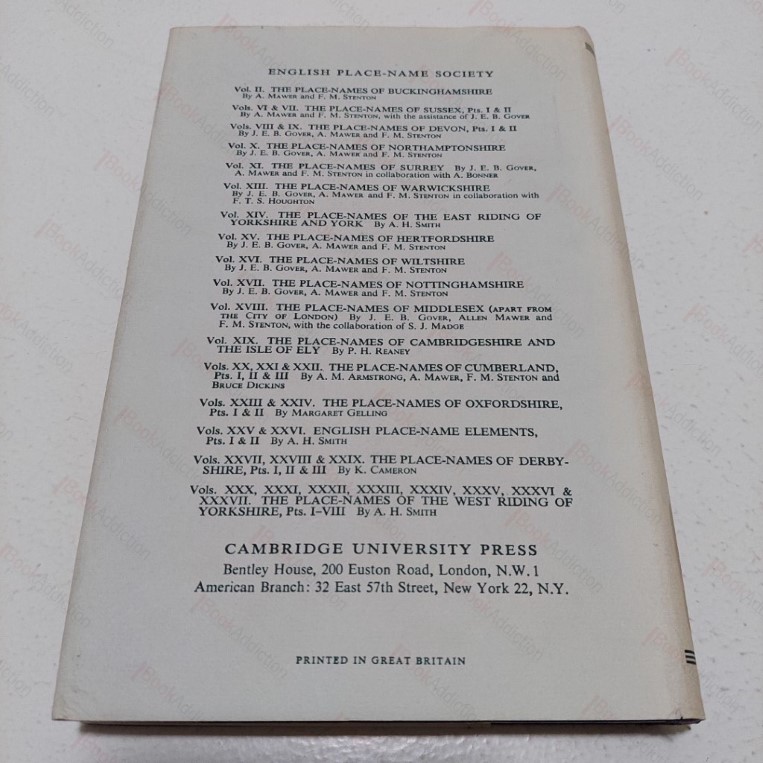 ENGLISH PLACE-NAME SOCIETY
Vol. II. THE PLACE-NAMES OF BUCKINGHAMSHIRE
By A. MAWER and F. M. STENTON
Vols. VI & VII. THE PLACE-NAMES OF SUSSEX, Pts. I & II
By A. MAWER and F. M. STENTON, with the assistance of J. E. B. GOVER
Vols. VIII & IX. THE PLACE-NAMES OF DEVON, Pts. I & II
By J. E. B. GOVER, A. MAWER and F. M. STENTON
Vol. X. THE PLACE-NAMES OF NORTHAMPTONSHIRE
By J. E. B. GOVER, A. MAWER and F. M. STENTON
Vol. XI. THE PLACE-NAMES OF SURREY By J. E. B. GOVER,
A. MAWER and F. M. STENTON in collaboration with A. BONNER
Vol. XIII. THE PLACE-NAMES OF WARWICKSHIRE
By J. E. B. GOVER, A. MAWER and F. M. STENTON in collaboration with
F. T. S. HOUGHTON
Vol. XIV. THE PLACE-NAMES OF THE EAST RIDING OF
YORKSHIRE AND YORK By A. H. SMITH
Vol. XV. THE PLACE-NAMES OF HERTFORDSHIRE
By J. E. B. GOVER, A. MAWER and F. M. STENTON
Vol. XVI. THE PLACE-NAMES OF WILTSHIRE
By J. E. B. GOVER, A. MAWER and F. M. STENTON
Vol. XVII. THE PLACE-NAMES OF NOTTINGHAMSHIRE
By J. E. B. GOVER, A. MAWER and F. M. STENTON
Vol. XVIII. THE PLACE-NAMES OF MIDDLESEX (APART FROM
THE CITY OF LONDON) By J. E. B. GOVER, ALLEN MAWER and
F. M. STENTON, with the collaboration of S. J. MADGE
Vol. XIX. THE PLACE-NAMES OF CAMBRIDGESHIRE AND
THE ISLE OF ELY By P. H. REANEY
Vols. XX, XXI & XXII. THE PLACE-NAMES OF CUMBERLAND,
Pts. I, II & III By A. M. ARMSTRONG, A. MAWER, F. M. STENTON and
BRUCE DICKINS
Vols. XXIII & XXIV. THE PLACE-NAMES OF OXFORDSHIRE,
Pts. I & II By MARGARET GELLING
Vols. XXV & XXVI. ENGLISH PLACE-NAME ELEMENTS,
Pts. I & II By A. H. SMITH
Vols. XXVII, XXVIII & XXIX. THE PLACE-NAMES OF DERBY-
SHIRE, Pts. I, II & III By K. CAMERON
Vols. XXX, XXXI, XXXII, XXXIII, XXXIV, XXXV, XXXVI &
XXXVII. THE PLACE-NAMES OF THE WEST RIDING OF
YORKSHIRE, Pts. I–VIII By A. H. SMITH
CAMBRIDGE UNIVERSITY PRESS
Bentley House, 200 Euston Road, London, N.W. 1
American Branch: 32 East 57th Street, New York 22, N.Y.
PRINTED IN GREAT BRITAIN
iBookAddiction